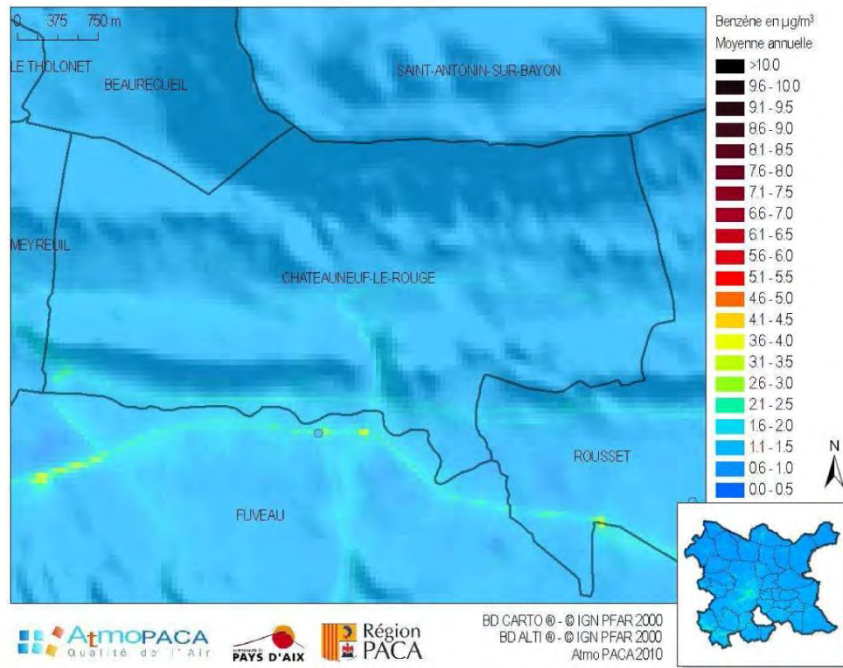 0 375 750 m
LE THOLONET
BEAURECUEIL
SAINT-ANTONIN-SUR-BAYON
MEYREUIL
CHATEAUNEUF-LE-ROUGE
ROUSSET
FUVEAU
Benzène en µg/m³
Moyenne annuelle
>10.0
9.6 - 10.0
9.1 - 9.5
8.6 - 9.0
8.1 - 8.5
7.6 - 8.0
7.1 - 7.5
6.6 - 7.0
6.1 - 6.5
5.6 - 6.0
5.1 - 5.5
4.6 - 5.0
4.1 - 4.5
3.6 - 4.0
3.1 - 3.5
2.6 - 3.0
2.1 - 2.5
1.6 - 2.0
1.1 - 1.5
0.6 - 1.0
0.0 - 0.5
N
AtmoPACA
Qualité de l'Air
PAYS D'AIX
Région
PACA
BD CARTO ® - © IGN PFAR 2000
BD ALTI ® - © IGN PFAR 2000
Atmo PACA 2010